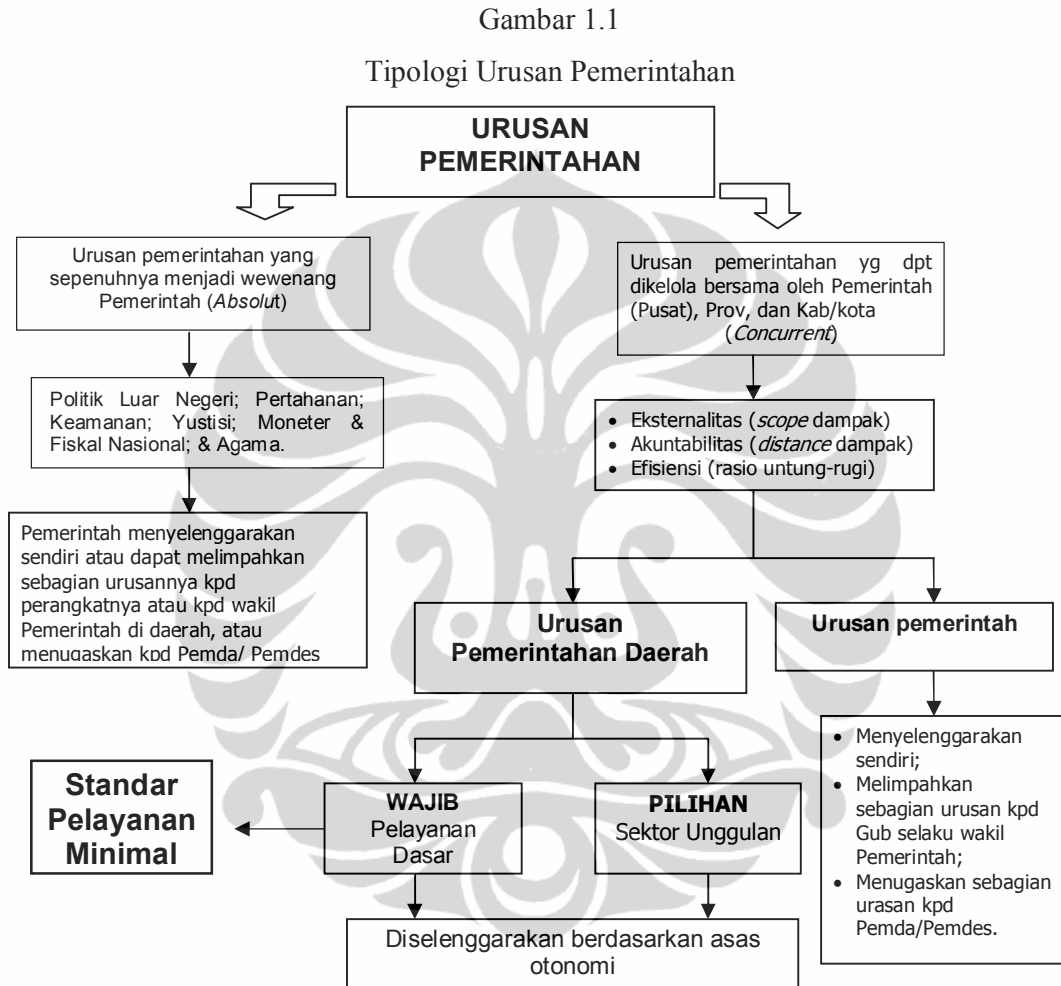 Gambar 1.1
Tipologi Urusan Pemerintahan
URUSAN
PEMERINTAHAN
Urusan pemerintahan yang
sepenuhnya menjadi wewenang
Pemerintah (Absolut)
Urusan pemerintahan yg dpt
dikelola bersama oleh Pemerintah
(Pusat), Prov, dan Kab/kota
(Concurrent)
Politik Luar Negeri; Pertahanan;
Keamanan; Yustisi; Moneter &
Fiskal Nasional; & Agama.
• Eksternalitas (scope dampak)
• Akuntabilitas (distance dampak)
• Efisiensi (rasio untung-rugi)
Pemerintah menyelenggarakan
sendiri atau dapat melimpahkan
sebagian urusannya kpd
perangkatnya atau kpd wakil
Pemerintah di daerah, atau
menugaskan kpd Pemda/ Pemdes
Urusan
Pemerintahan Daerah
Urusan pemerintah
Standar
Pelayanan
Minimal
WAJIB
Pelayanan
Dasar
PILIHAN
Sektor Unggulan
• Menyelenggarakan
sendiri;
• Melimpahkan
sebagian urusan kpd
Gub selaku wakil
Pemerintah;
• Menugaskan sebagian
urasan kpd
Pemda/Pemdes.
Diselenggarakan berdasarkan asas
otonomi